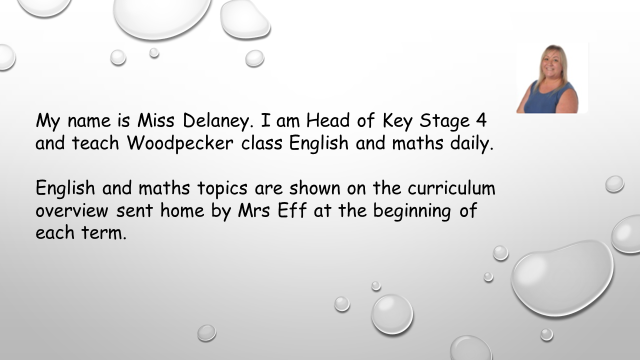 My name is Miss Delaney. I am Head of Key Stage 4
and teach Woodpecker class English and maths daily.
English and maths topics are shown on the curriculum
overview sent home by Mrs Eff at the beginning of
each term.